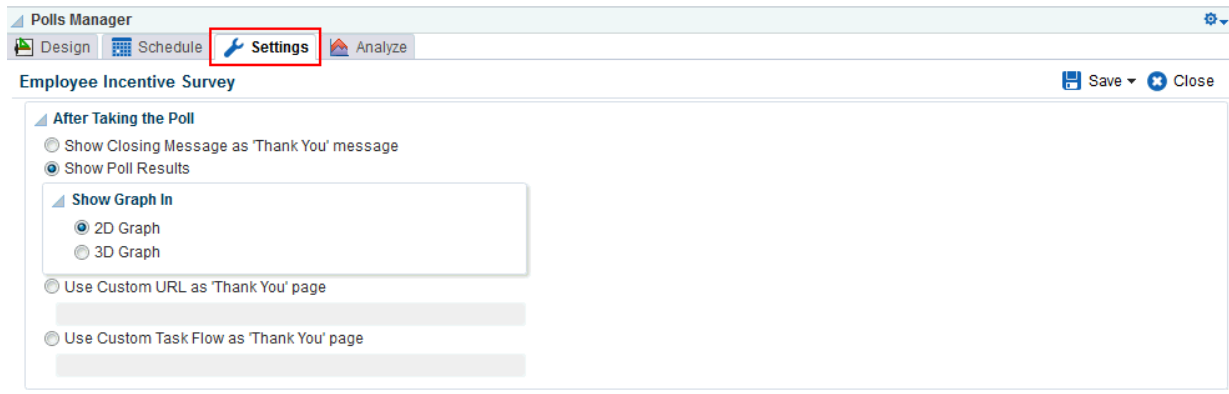 Polls Manager
Design Schedule Settings Analyze
Employee Incentive Survey Save Close
After Taking the Poll
Show Closing Message as 'Thank You' message
Show Poll Results
Show Graph In
2D Graph
3D Graph
Use Custom URL as 'Thank You' page
Use Custom Task Flow as 'Thank You' page